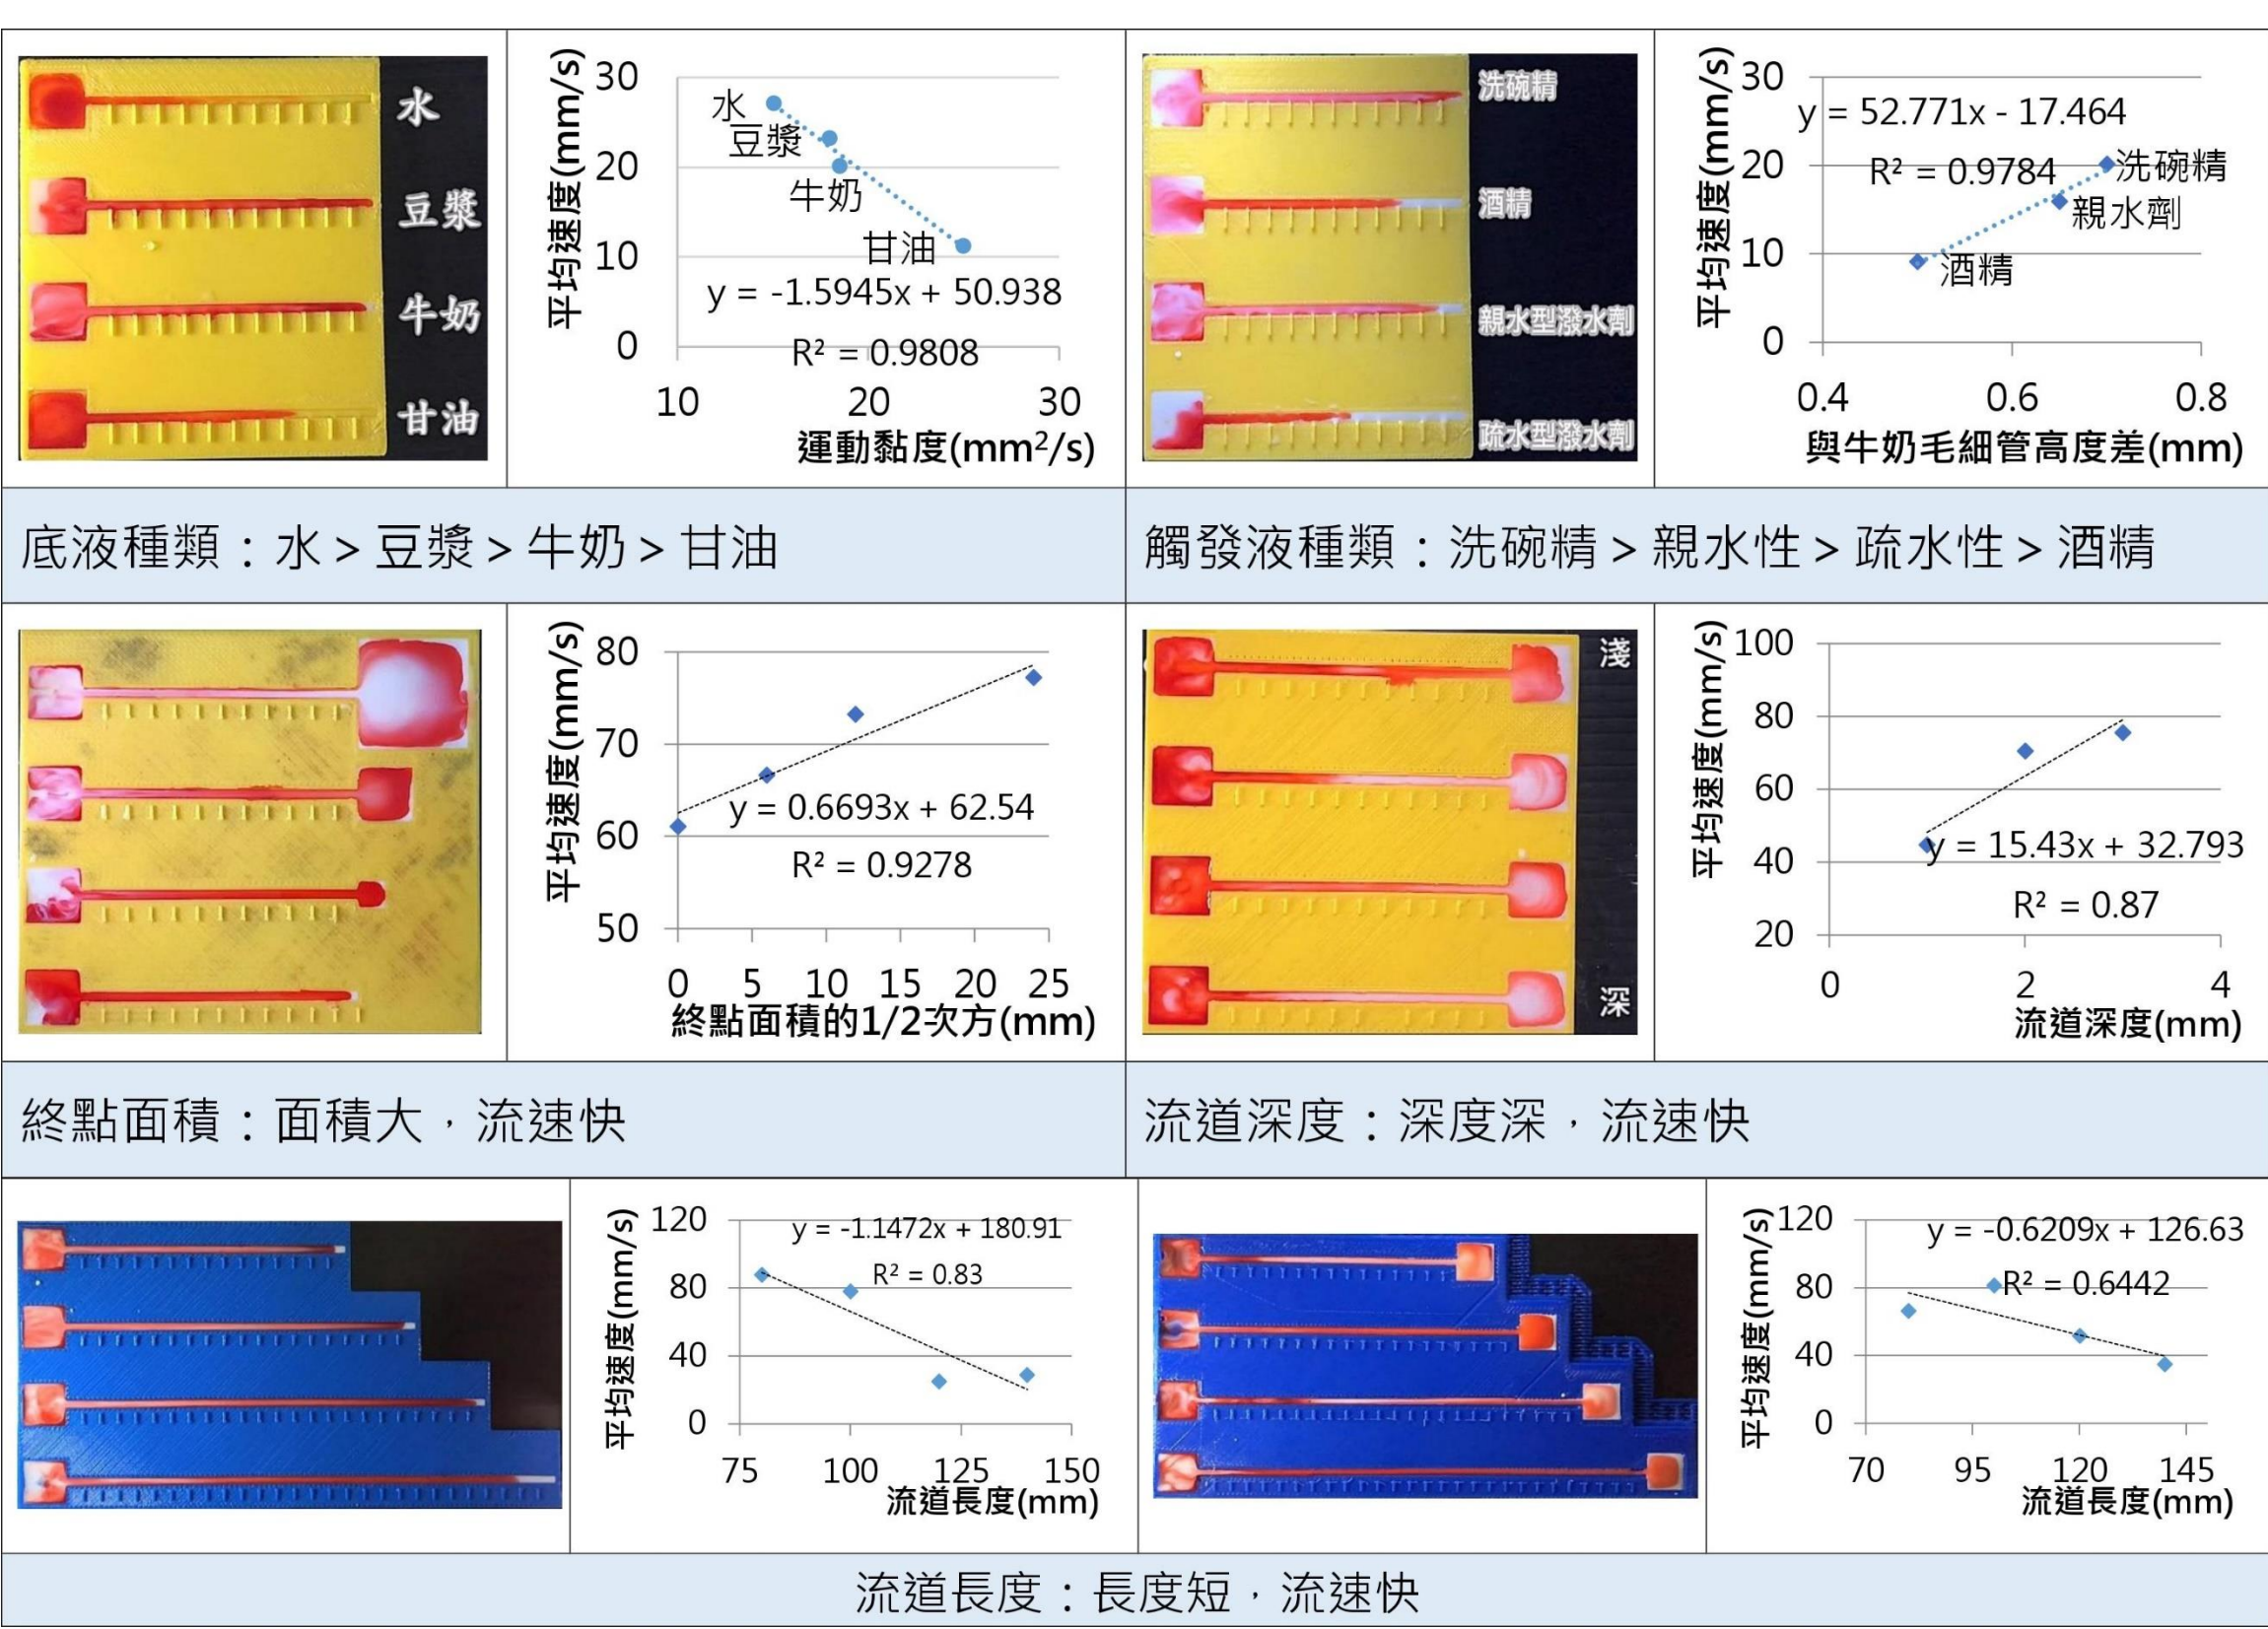 水
豆漿
牛奶
甘油
平均速度(mm/s)
30
20
10
0
水
豆漿
牛奶
甘油
y = -1.5945x + 50.938
R² = 0.9808
10 20 30
運動黏度(mm²/s)
洗碗精
酒精
親水型潑水劑
疏水型潑水劑
平均速度(mm/s)
30
20
10
0
y = 52.771x - 17.464
R² = 0.9784
洗碗精
親水劑
酒精
0.4 0.6 0.8
與牛奶毛細管高度差(mm)
底液種類：水 > 豆漿 > 牛奶 > 甘油
觸發液種類：洗碗精 > 親水性 > 疏水性 > 酒精
平均速度(mm/s)
80
70
60
50
y = 0.6693x + 62.54
R² = 0.9278
0 5 10 15 20 25
終點面積的1/2次方(mm)
淺
深
平均速度(mm/s)
100
80
60
40
20
y = 15.43x + 32.793
R² = 0.87
0 2 4
流道深度(mm)
終點面積：面積大，流速快
流道深度：深度深，流速快
平均速度(mm/s)
120
80
40
0
y = -1.1472x + 180.91
R² = 0.83
75 100 125 150
流道長度(mm)
平均速度(mm/s)
120
80
40
0
y = -0.6209x + 126.63
R² = 0.6442
70 95 120 145
流道長度(mm)
流道長度：長度短，流速快